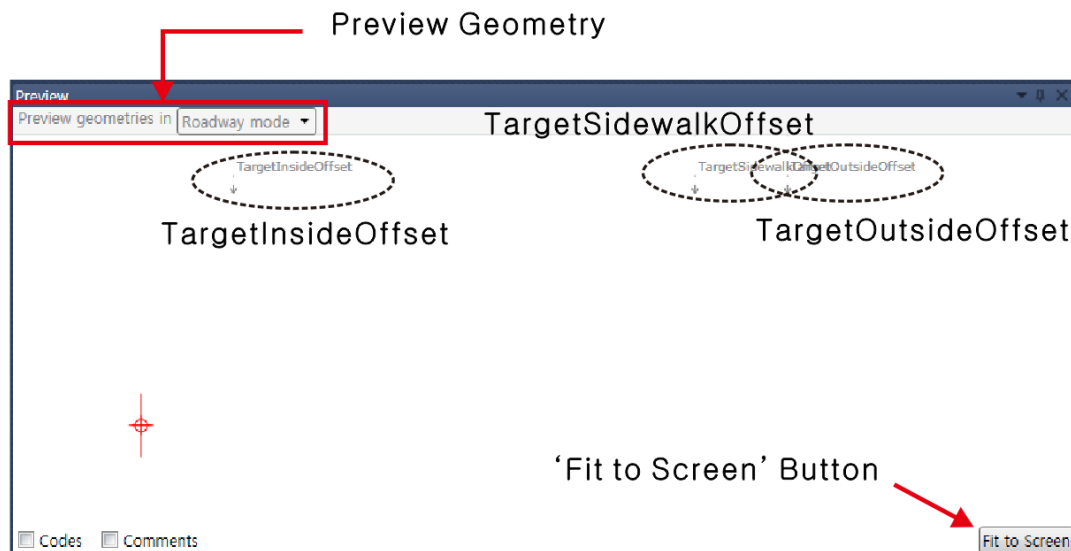 Preview Geometry
Preview
Preview geometries in Roadway mode
TargetSidewalkOffset
TargetInsideOffset
TargetSidewalkOffset
TargetOutsideOffset
TargetInsideOffset
TargetOutsideOffset
‘Fit to Screen’ Button
Codes
Comments
Fit to Screen